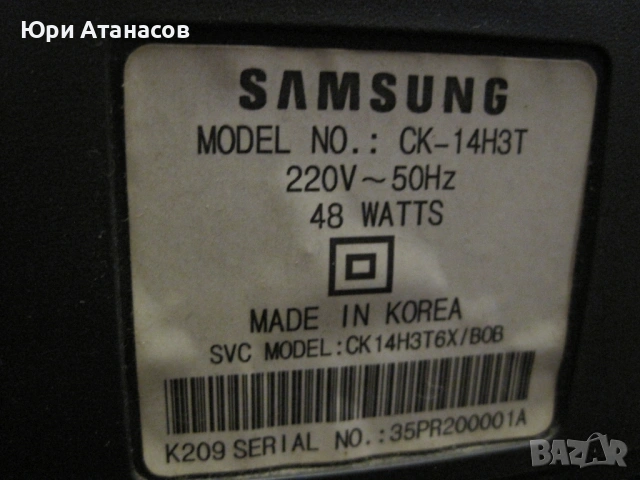 Юри Атанасов
SAMSUNG
MODEL NO.: CK-14H3T
220V~50Hz
48 WATTS
MADE IN KOREA
SVC MODEL:CK14H3T6X/BOB
K209 SERIAL NO.:35PR200001A
BAZAR